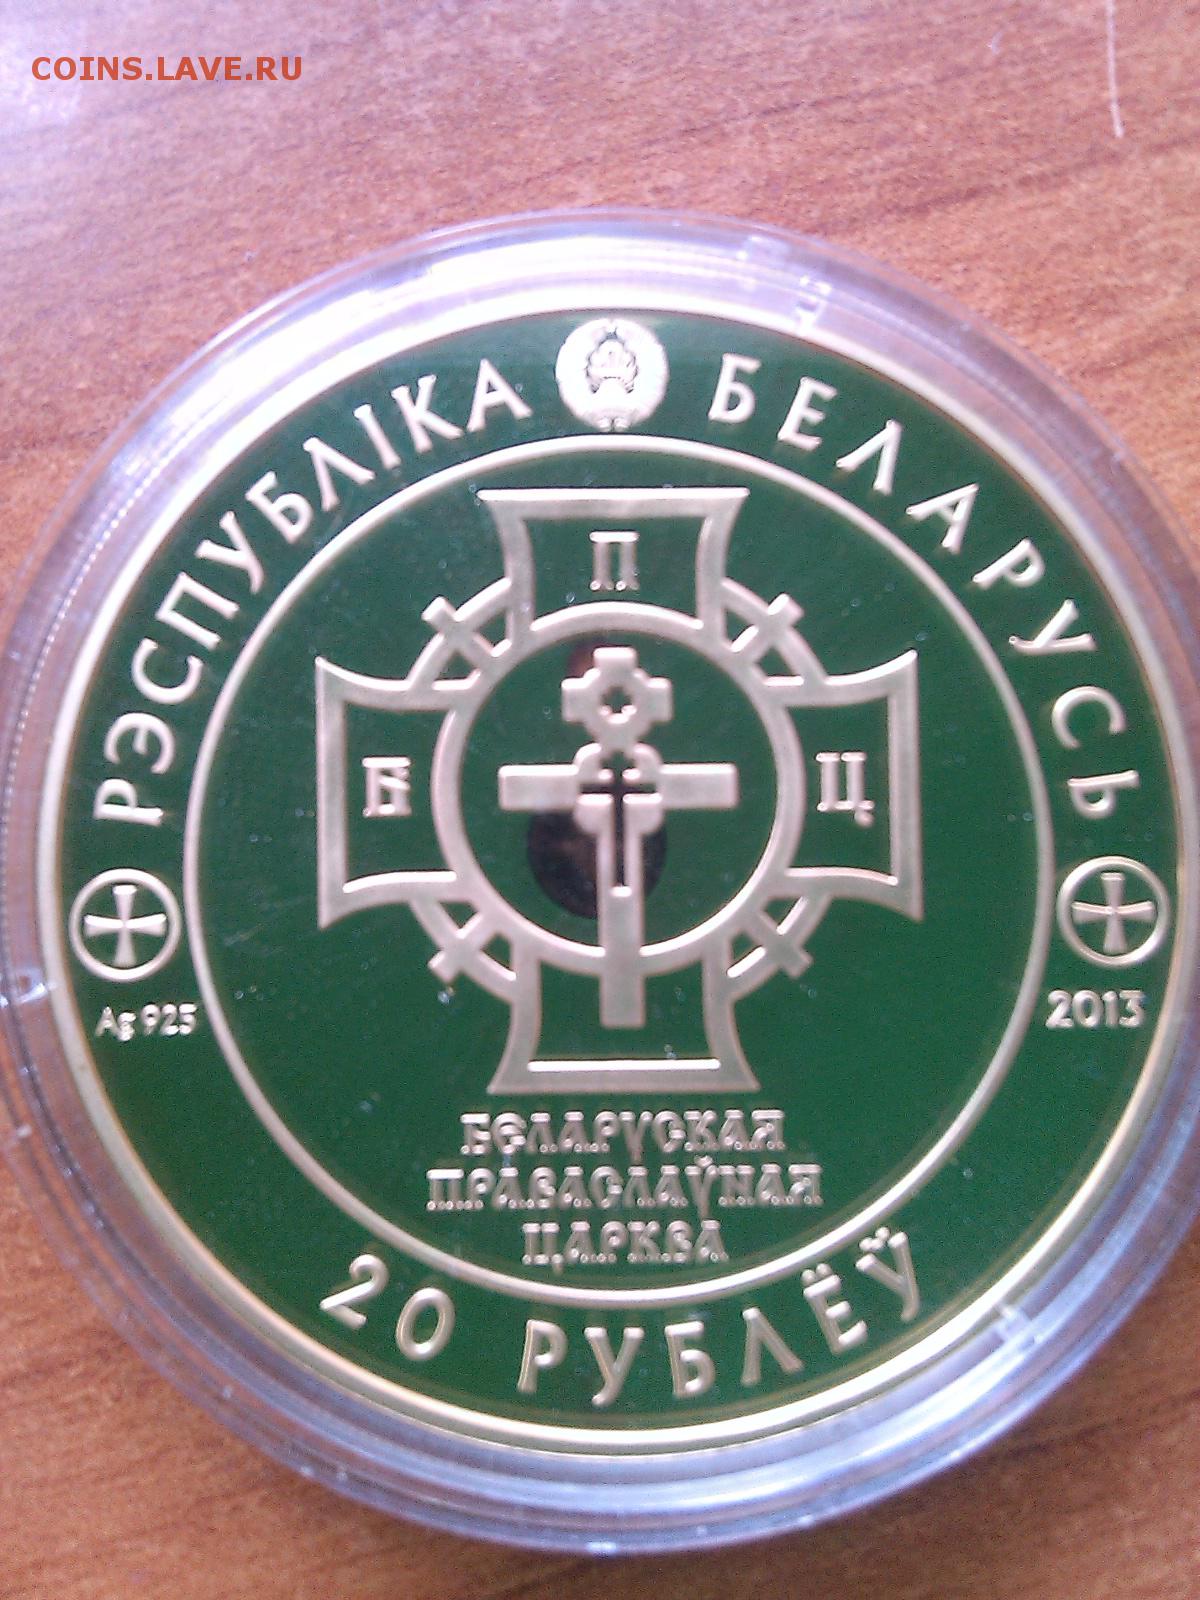 COINS.LAVE.RU
РЭСПУБЛІКА БЕЛАРУСЬ
П
Б Ц
Ag 925
2013
БЕЛАРУСКАЯ
ПРАВАСЛАЎНАЯ
ЦАРКВА
20 РУБЛЁЎ